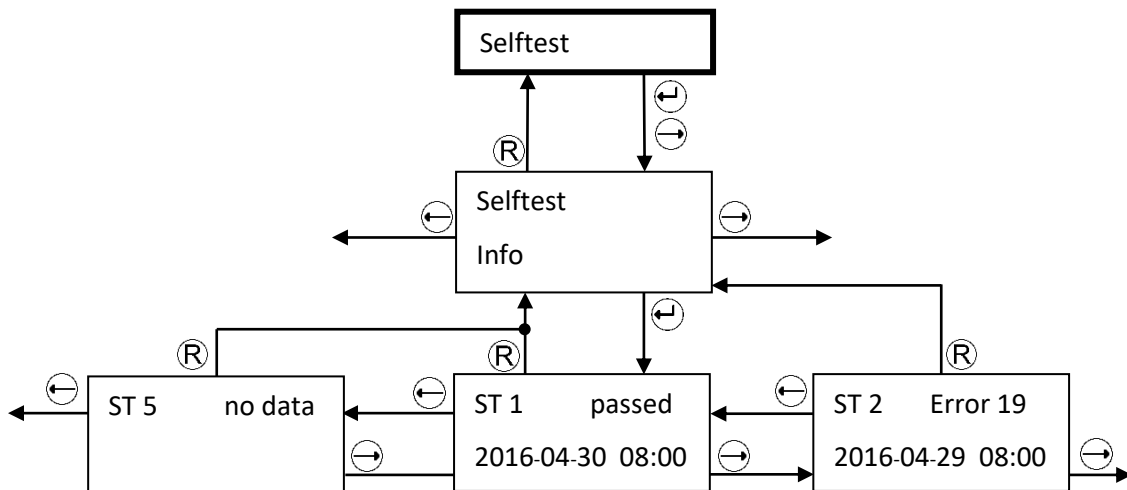 Selftest
R
Selftest
Info
R
R
R
ST 5 no data
ST 1 passed
2016-04-30 08:00
ST 2 Error 19
2016-04-29 08:00